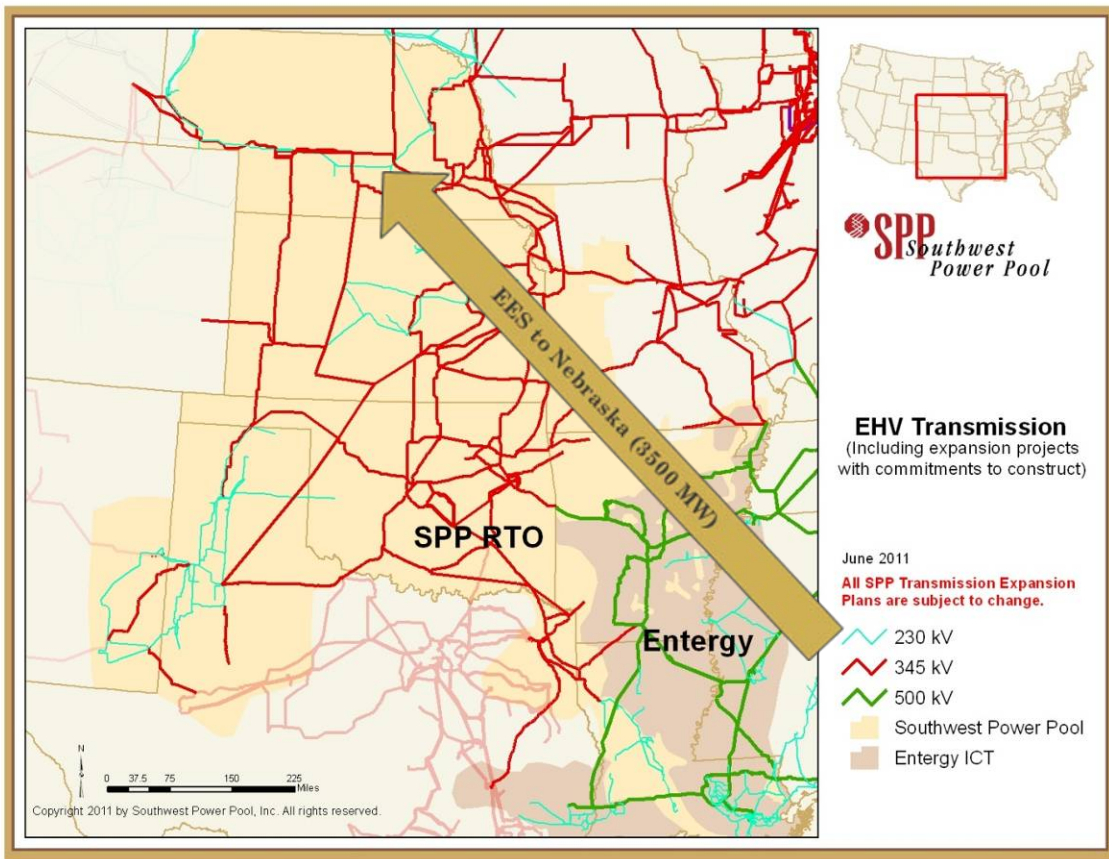 EES to Nebraska (3500 MW)
SPP RTO
Entergy
N
0 37.5 75 150 225
Miles
Copyright 2011 by Southwest Power Pool, Inc. All rights reserved.
SPP Southwest
Power Pool
EHV Transmission
(Including expansion projects
with commitments to construct)
June 2011
All SPP Transmission Expansion
Plans are subject to change.
230 kV
345 kV
500 kV
Southwest Power Pool
Entergy ICT